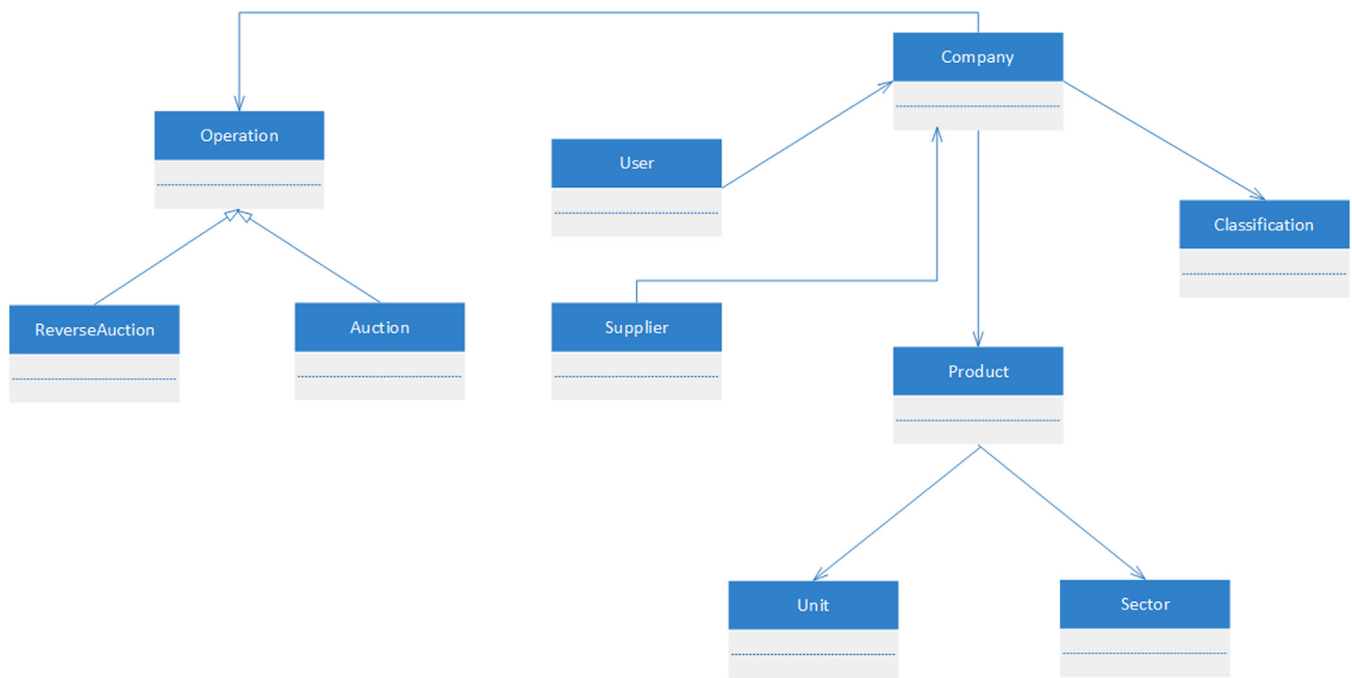 Company
Operation
User
Classification
ReverseAuction
Auction
Supplier
Product
Unit
Sector